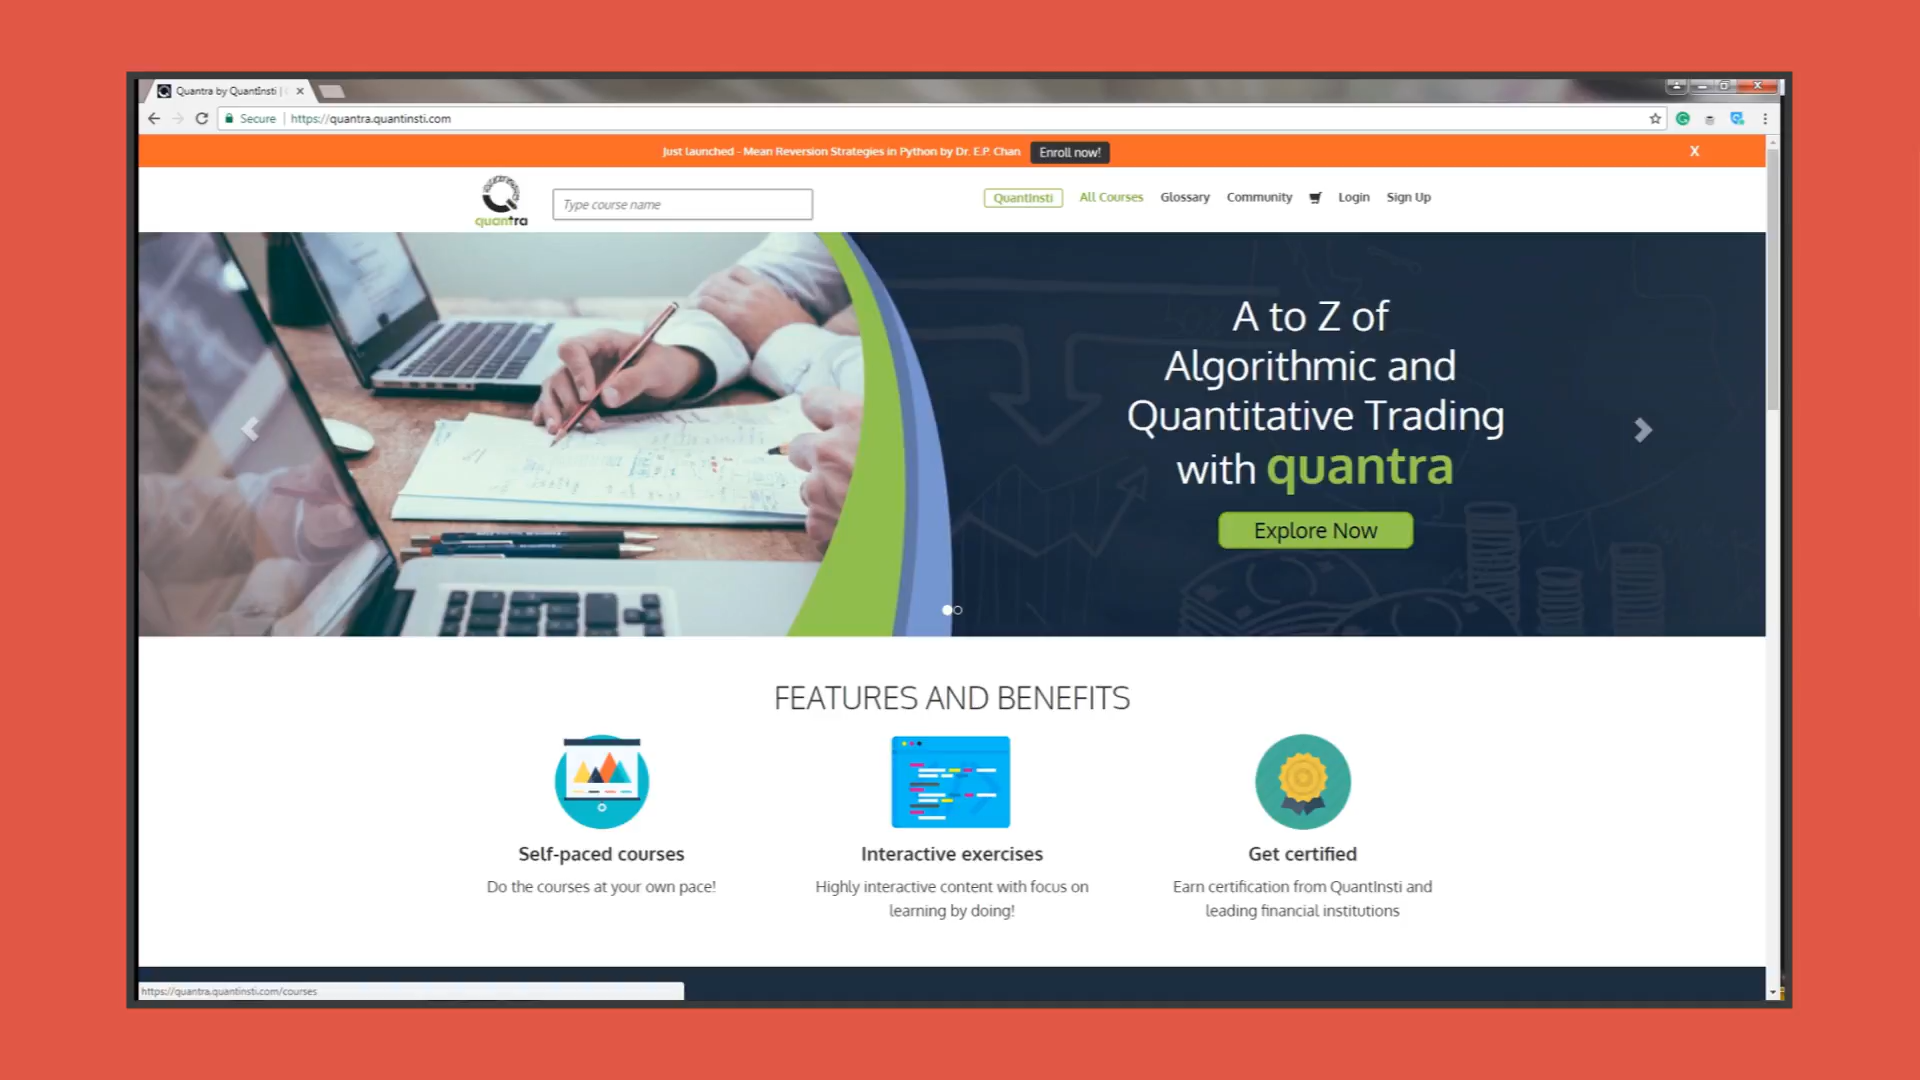 Quantra by QuantInsti |
Secure | https://quantra.quantinsti.com
Just launched - Mean Reversion Strategies in Python by Dr. E.P. Chan Enroll now! X
quantra
Type course name
QuantInsti All Courses Glossary Community Login Sign Up
A to Z of
Algorithmic and
Quantitative Trading
with quantra
Explore Now
FEATURES AND BENEFITS
Self-paced courses
Do the courses at your own pace!
Interactive exercises
Highly interactive content with focus on
learning by doing!
Get certified
Earn certification from QuantInsti and
leading financial institutions
https://quantra.quantinsti.com/courses